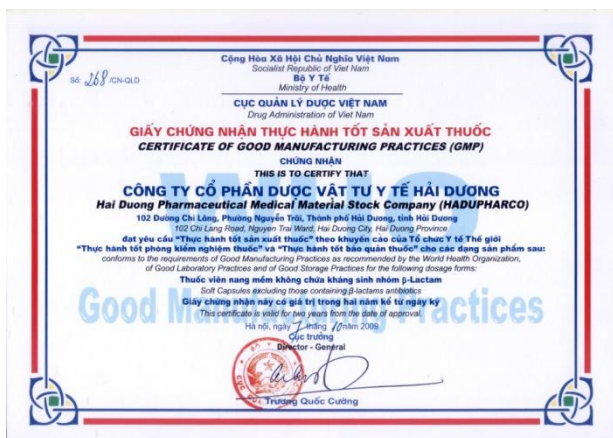 Cộng Hòa Xã Hội Chủ Nghĩa Việt Nam
Socialist Republic of Viet Nam
Số: 268 /CN-QLD
Bộ Y Tế
Ministry of Health
CỤC QUẢN LÝ DƯỢC VIỆT NAM
Drug Administration of Viet Nam
GIẤY CHỨNG NHẬN THỰC HÀNH TỐT SẢN XUẤT THUỐC
CERTIFICATE OF GOOD MANUFACTURING PRACTICES (GMP)
CHỨNG NHẬN
THIS IS TO CERTIFY THAT
CÔNG TY CỔ PHẦN DƯỢC VẬT TƯ Y TẾ HẢI DƯƠNG
Hai Duong Pharmaceutical Medical Material Stock Company (HADUPHARCO)
102 Đường Chi Lăng, Phường Nguyễn Trãi, Thành phố Hải Dương, tỉnh Hải Dương
102 Chi Lang Road, Nguyen Trai Ward, Hai Duong City, Hai Duong Province
đạt yêu cầu "Thực hành tốt sản xuất thuốc" theo khuyến cáo của Tổ chức Y tế Thế giới
"Thực hành tốt phòng kiểm nghiệm thuốc" và "Thực hành tốt bảo quản thuốc" cho các dạng sản phẩm sau:
conforms to the requirements of Good Manufacturing Practices as recommended by the World Health Organization,
of Good Laboratory Practices and of Good Storage Practices for the following dosage forms:
Thuốc viên nang mềm không chứa kháng sinh nhóm β-Lactam
Soft Capsules excluding those containing β-lactams antibiotics
Giấy chứng nhận này có giá trị trong hai năm kể từ ngày ký
This certificate is valid for two years from the date of approval.
Hà nội, ngày 7 tháng 10 năm 2009
Cục trưởng
Director - General
Trương Quốc Cường
WHO
Good Manufacturing Practices